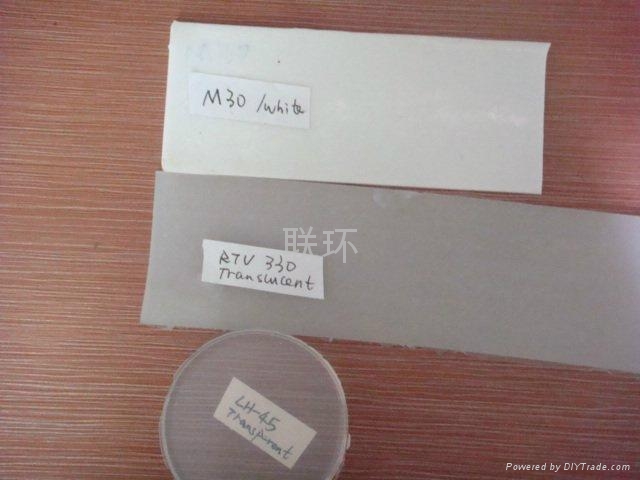 M30 /white
联环
RTV 330
Translucent
LH-45
Transparent
Powered by DIYTrade.com